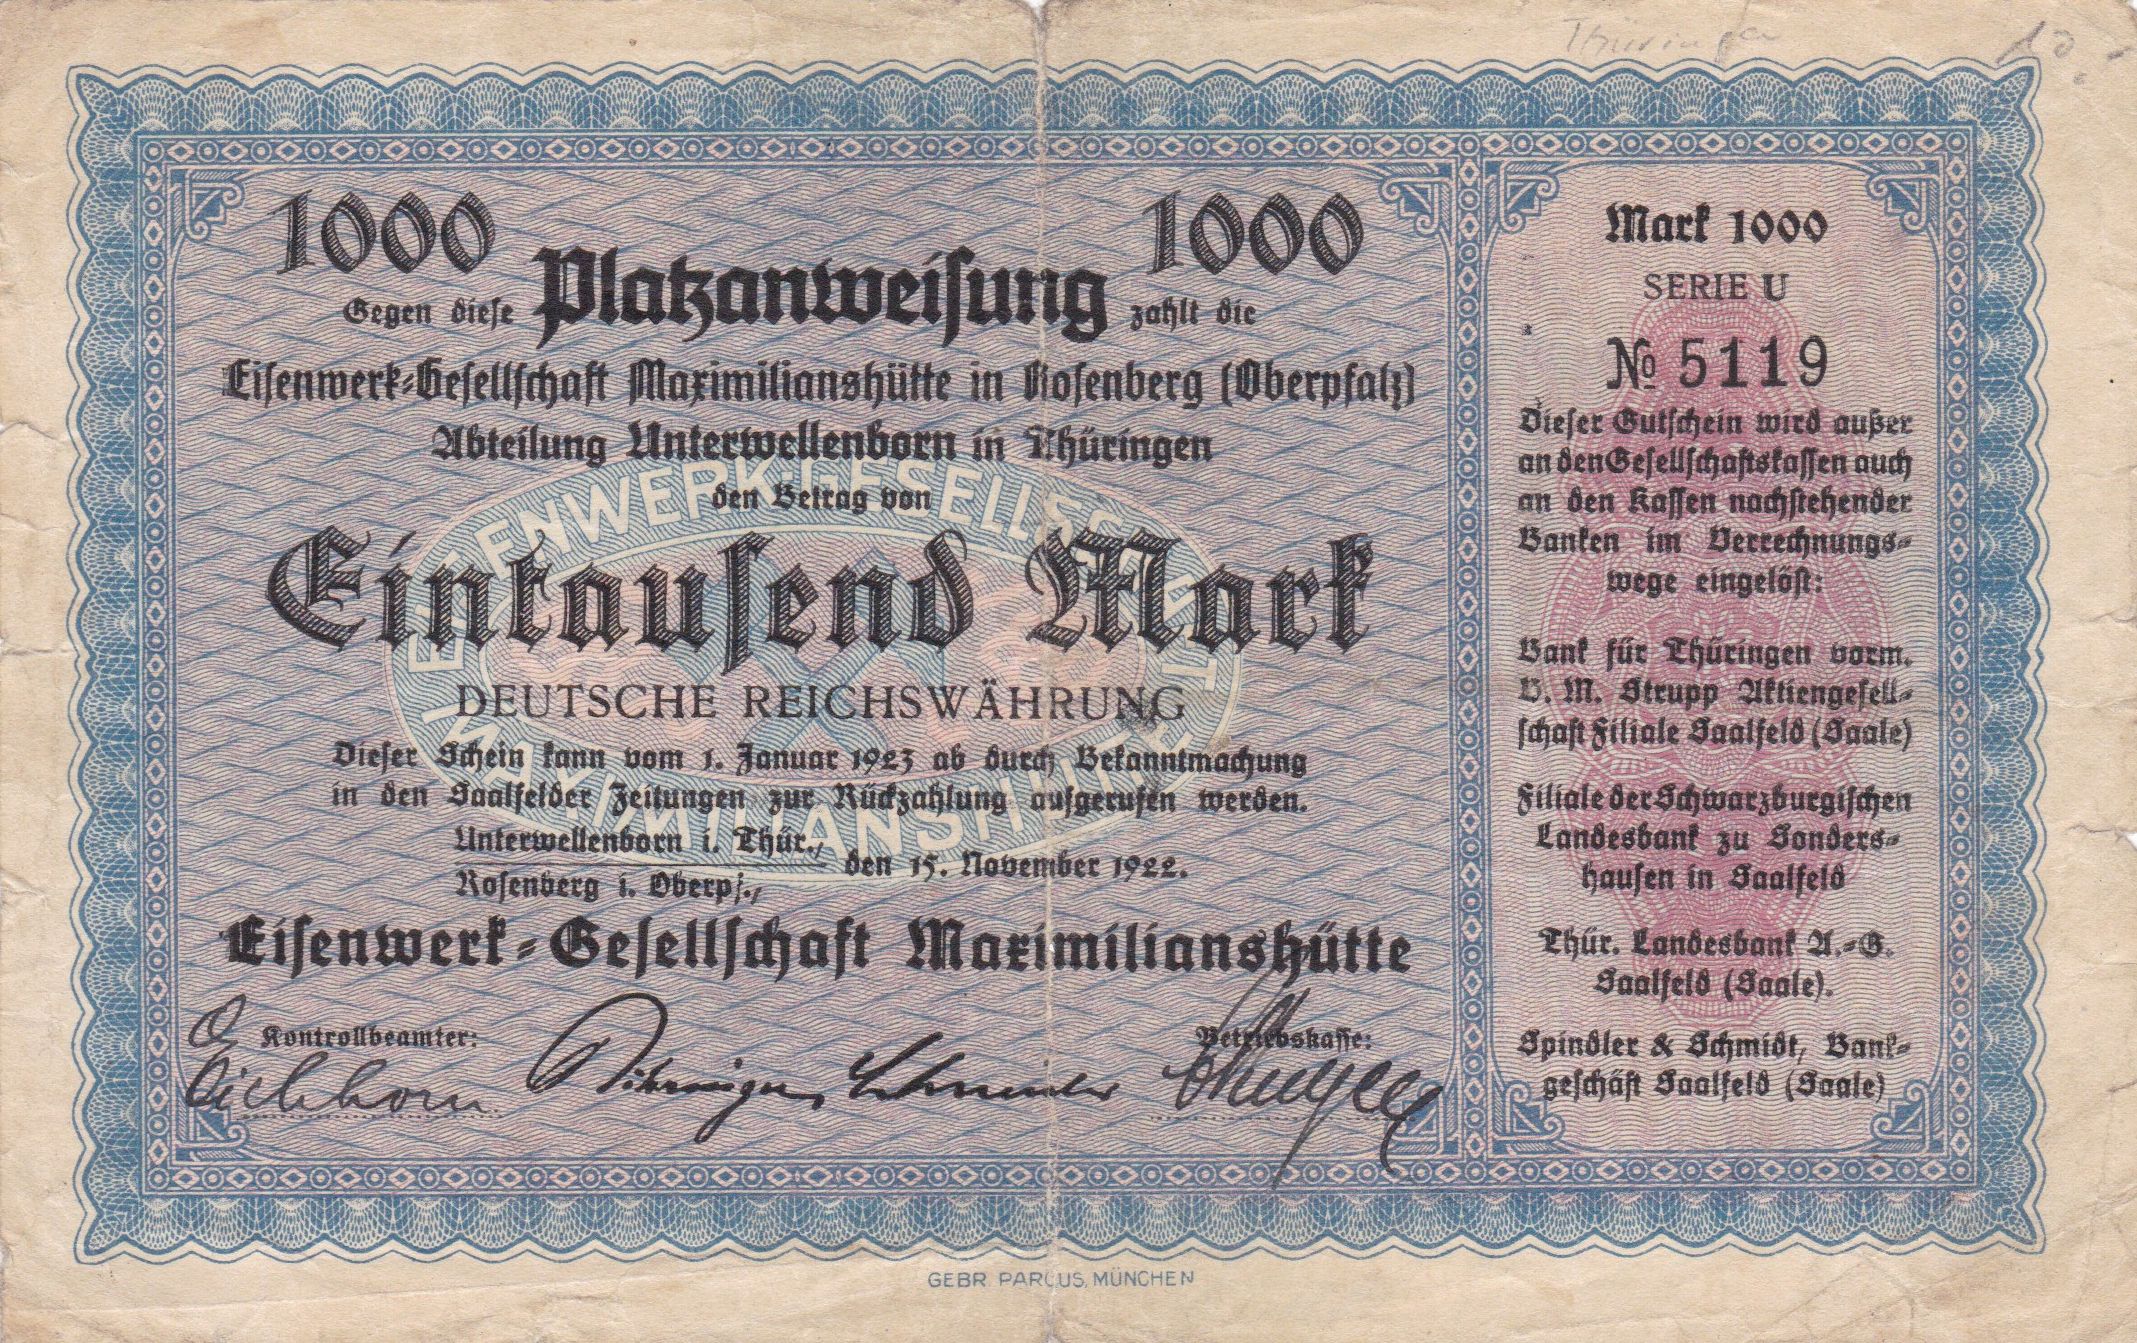 Thüringen
1000 1000
Gegen diese Platzanweisung zahlt die
Eisenwerk=Gesellschaft Maximilianshütte in Rosenberg (Oberpfalz)
Abteilung Unterwellenborn in Thüringen
den Betrag von
Eintausend Mark
DEUTSCHE REICHSWÄHRUNG
Dieser Schein kann vom 1. Januar 1923 ab durch Bekanntmachung
in den Saalfelder Zeitungen zur Rückzahlung aufgerufen werden.
Unterwellenborn i. Thür.,
Rosenberg i. Oberpf.,
den 15. November 1922.
Eisenwerk=Gesellschaft Maximilianshütte
Kontrollbeamter:
Eichhorn
Betriebskasse:
EISENWERK-GESELLSCHAFT
MAXIMILIANSHÜTTE
Mark 1000
SERIE U
№ 5119
Dieser Gutschein wird außer
an den Gesellschaftskassen auch
an den Kassen nachstehender
Banken im Verrechnungs=
wege eingelöst:
Bank für Thüringen vorm.
B. M. Strupp Aktiengesell=
schaft Filiale Saalfeld (Saale)
Filiale der Schwarzburgischen
Landesbank zu Sonders=
hausen in Saalfeld
Thür. Landesbank A.=G.
Saalfeld (Saale).
Spindler & Schmidt, Bank=
geschäft Saalfeld (Saale)
GEBR. PARCUS, MÜNCHEN